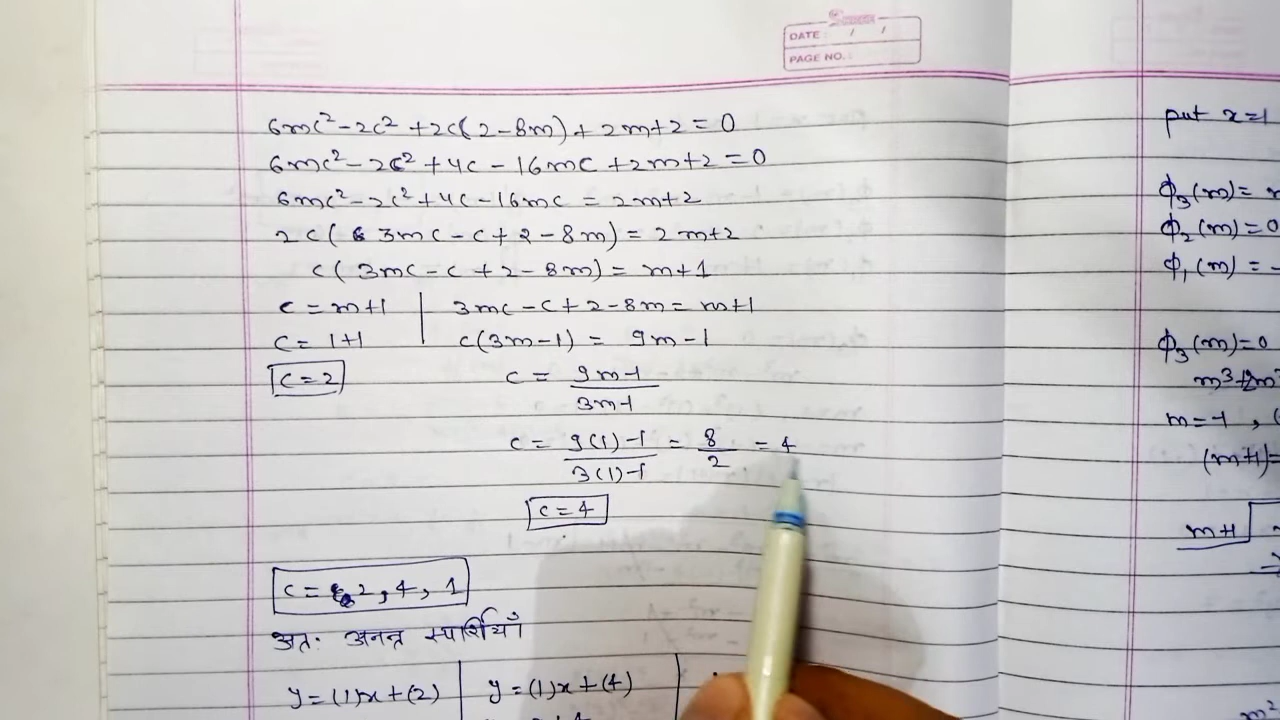 DATE : / /
PAGE NO. :
6mc²-2c²+2c(2-8m)+2m+2=0
6mc²-2c²+4c-16mc+2m+2=0
6mc²-2c²+4c-16mc=2m+2
2c(3mc-c+2-8m)=2m+2
c(3mc-c+2-8m)=m+1
c=m+1 | 3mc-c+2-8m=m+1
c=1+1
c(3m-1)=9m-1
c=2
c=9m-1/3m-1
c=9(1)-1/3(1)-1=8/2=4
c=4
c=2,4,1
अतः अनन्त स्पर्शियाँ
y=(1)x+(2) | y=(1)x+(4)
put x=1
ϕ₃(m)=
ϕ₂(m)=0
ϕ₁(m)=-
ϕ₃(m)=0
m³+2m²
m=-1,
(m+1)=
m+1